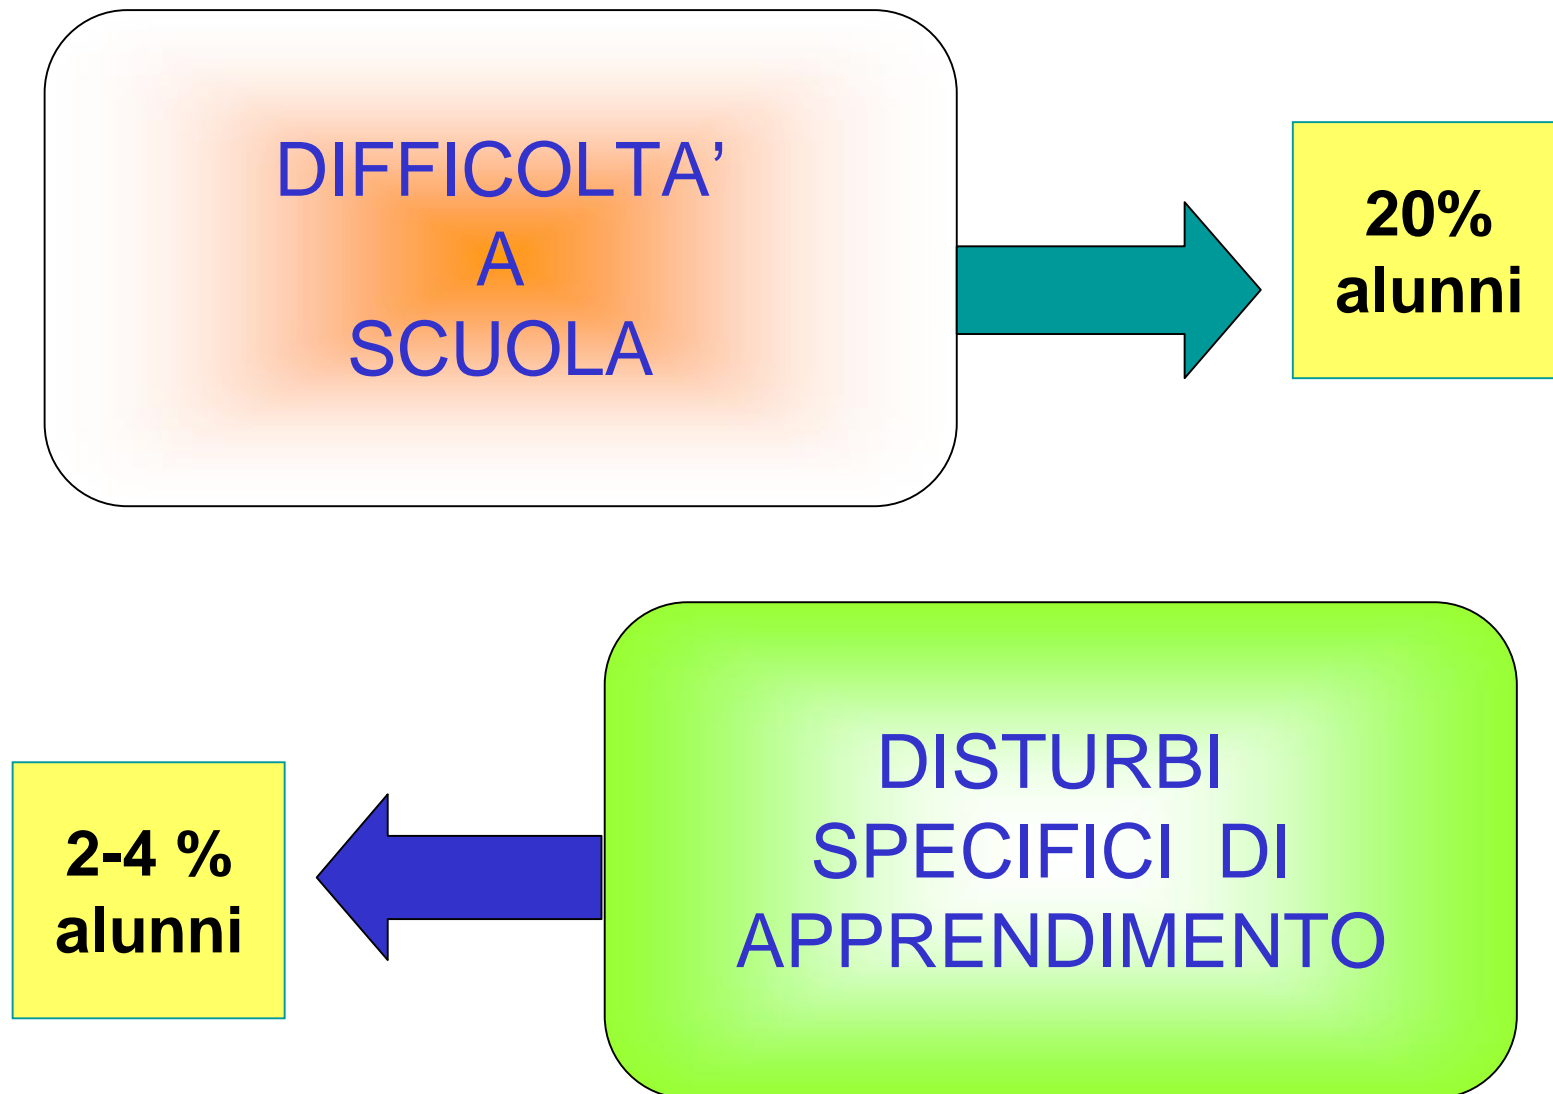 DIFFICOLTA’
A
SCUOLA
20%
alunni
DISTURBI
SPECIFICI DI
APPRENDIMENTO
2-4 %
alunni